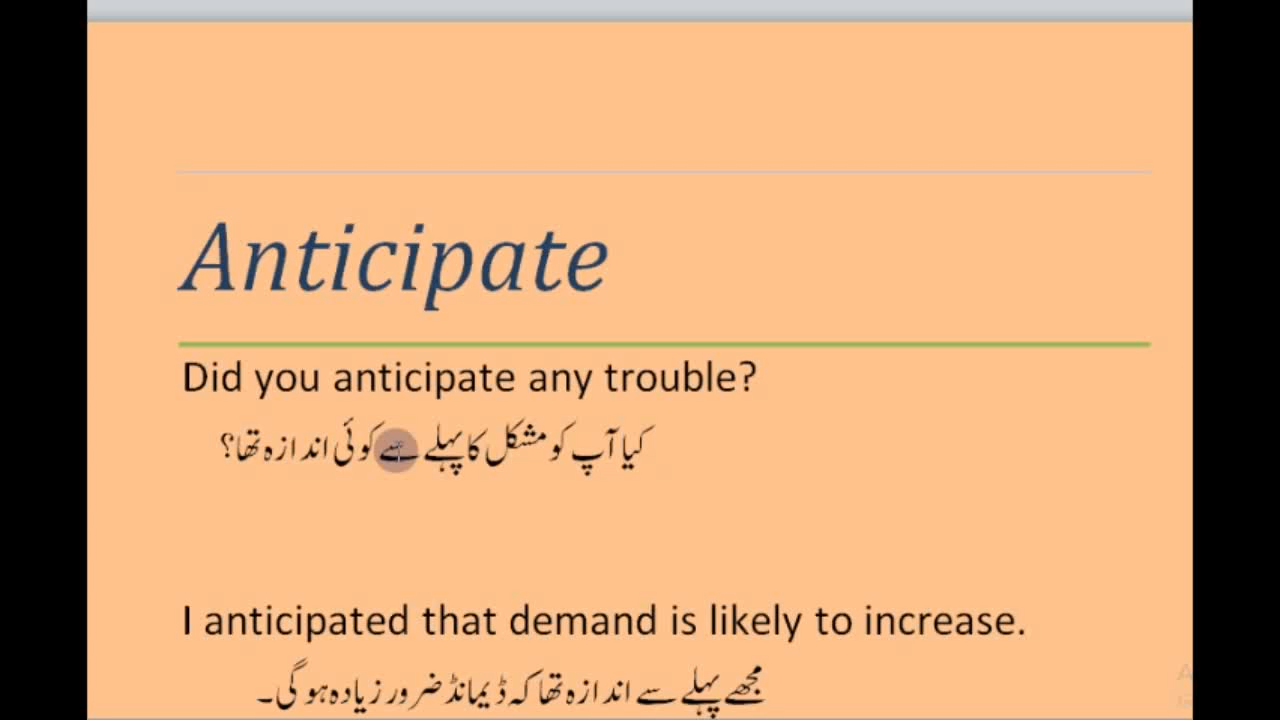 Anticipate
Did you anticipate any trouble?
کیا آپ کو مشکل کا پہلے سے کوئی اندازہ تھا؟
I anticipated that demand is likely to increase.
مجھے پہلے سے اندازہ تھا کہ ڈیمانڈ ضرور زیادہ ہو گی۔